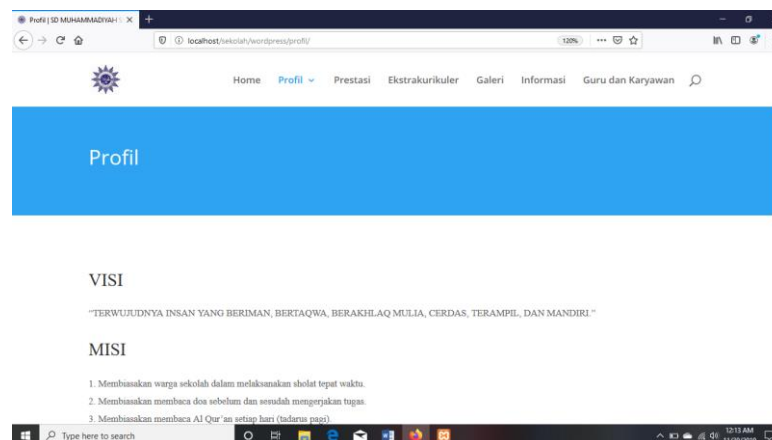 Profil | SD MUHAMMADIYAH
localhost/sekolah/wordpress/profil/
120%
Home Profil Prestasi Ekstrakurikuler Galeri Informasi Guru dan Karyawan
Profil
VISI
"TERWUJUDNYA INSAN YANG BERIMAN, BERTAQWA, BERAKHLAQ MULIA, CERDAS, TERAMPIL, DAN MANDIRI."
MISI
1. Membiasakan warga sekolah dalam melaksanakan sholat tepat waktu.
2. Membiasakan membaca doa sebelum dan sesudah mengerjakan tugas.
3. Membiasakan membaca Al Qur'an setiap hari (tadarus pagi)
Type here to search
12:13 AM